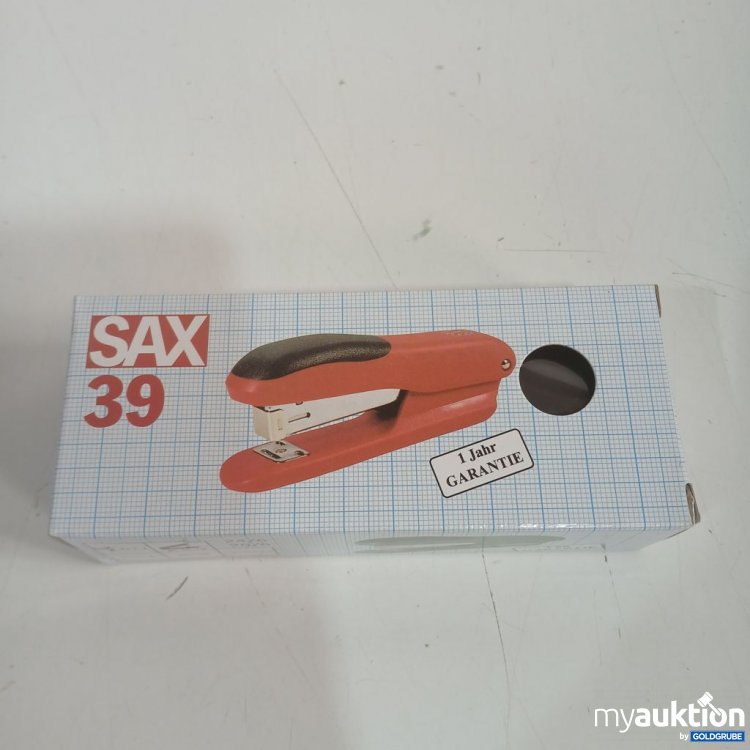 SAX
39
1 Jahr
GARANTIE
myauktion
by GOLDGRUBE